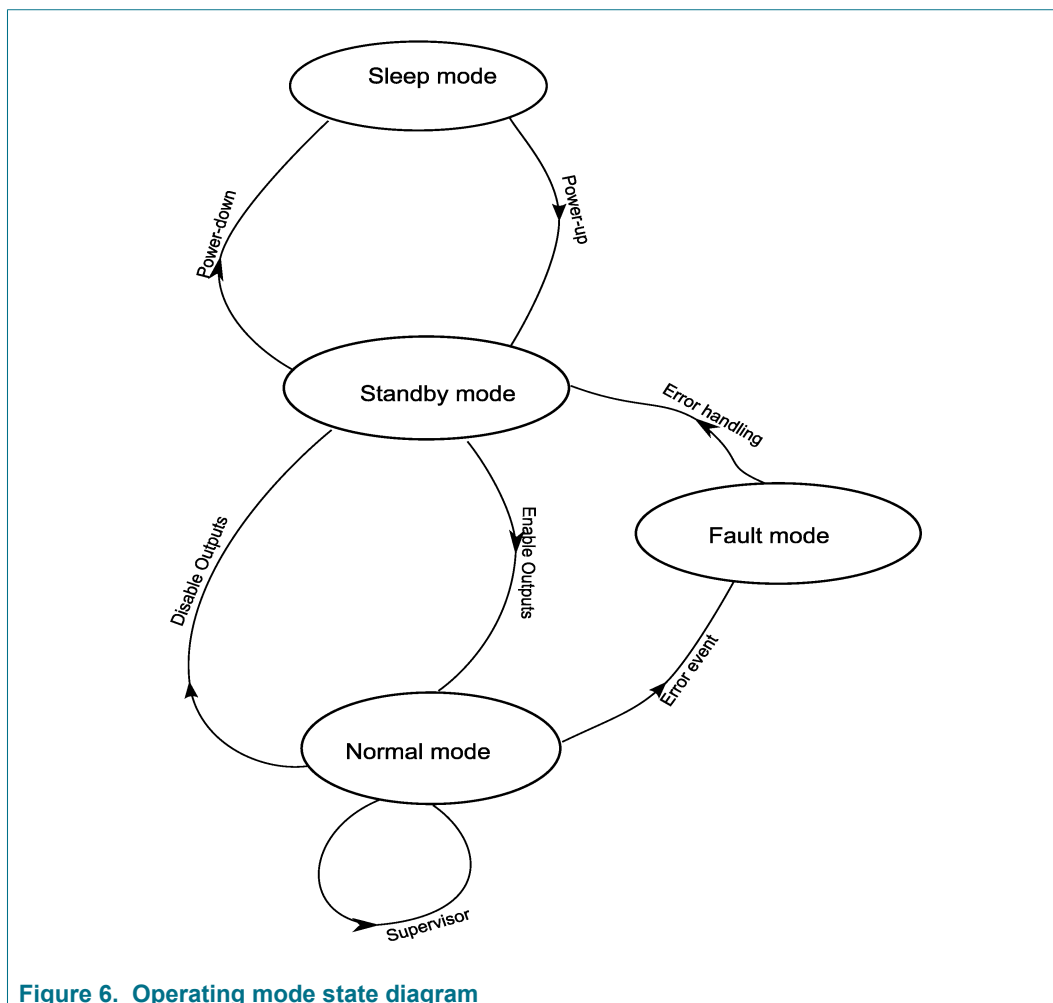 Sleep mode
Power-down
Power-up
Standby mode
Error handling
Enable Outputs
Disable Outputs
Fault mode
Error event
Normal mode
Supervisor
Figure 6. Operating mode state diagram